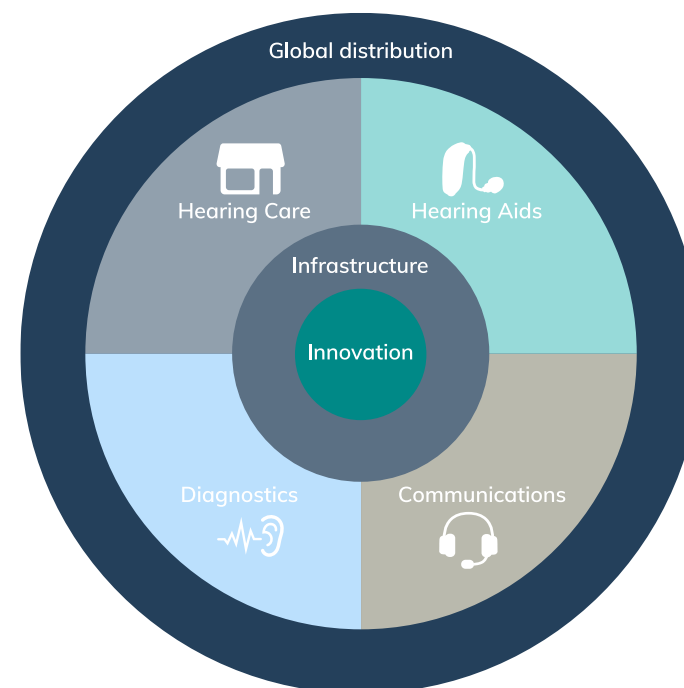 Global distribution
Hearing Care
Hearing Aids
Infrastructure
Innovation
Diagnostics
Communications